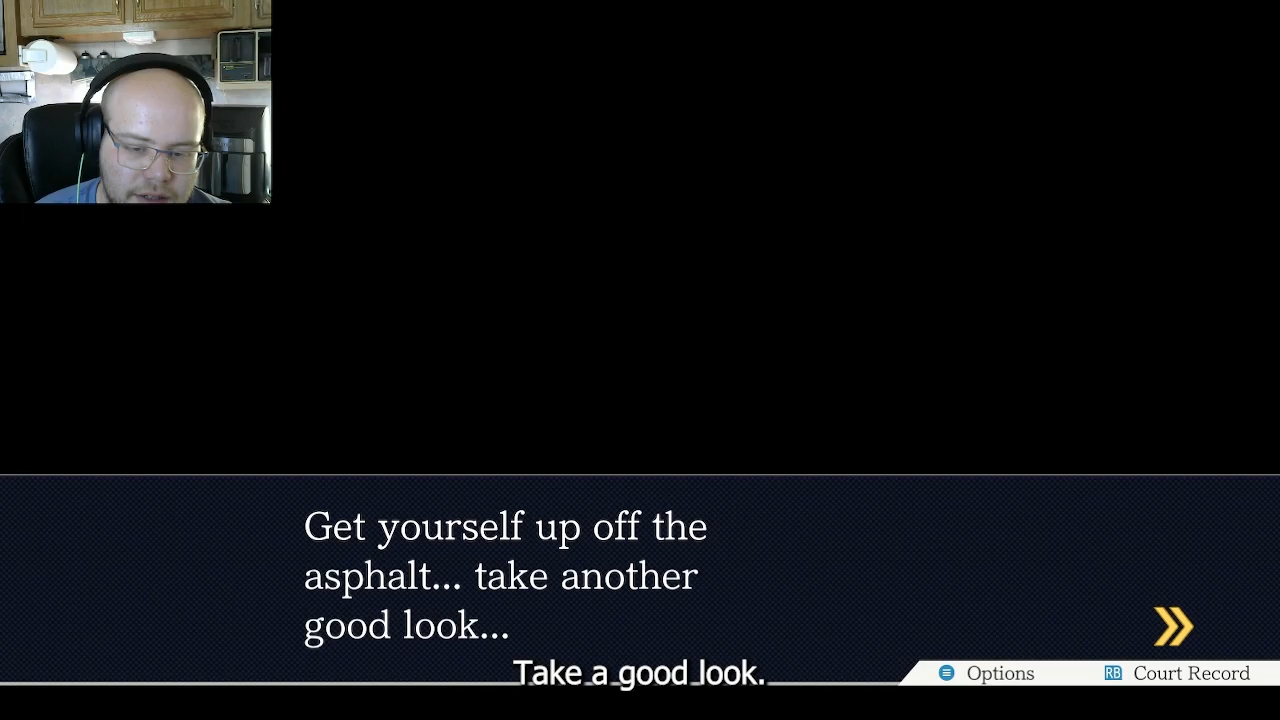 Get yourself up off the
asphalt... take another
good look...
Take a good look.
Options
RB Court Record